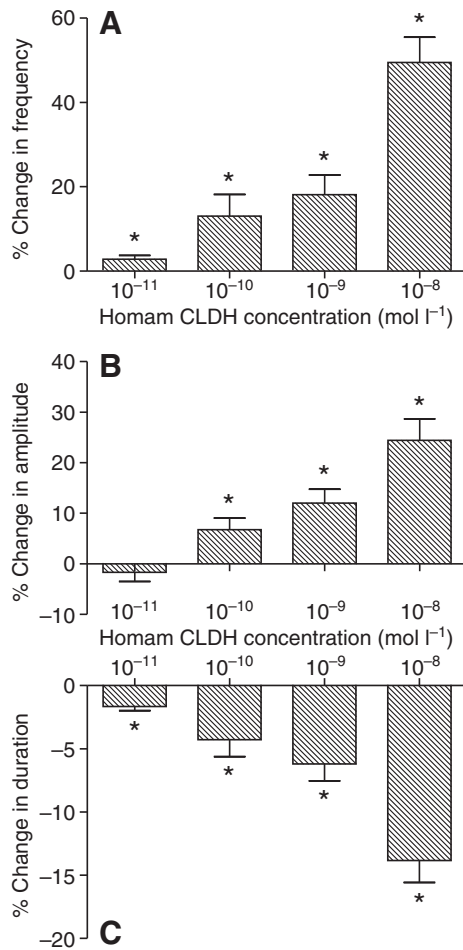 A
% Change in frequency
60
40
20
0
* * * *
10⁻¹¹ 10⁻¹⁰ 10⁻⁹ 10⁻⁸
Homam CLDH concentration (mol l⁻¹)
B
% Change in amplitude
40
30
20
10
0
–10
* * *
10⁻¹¹ 10⁻¹⁰ 10⁻⁹ 10⁻⁸
Homam CLDH concentration (mol l⁻¹)
10⁻¹¹ 10⁻¹⁰ 10⁻⁹ 10⁻⁸
% Change in duration
0
–5
–10
–15
–20
* * * *
C